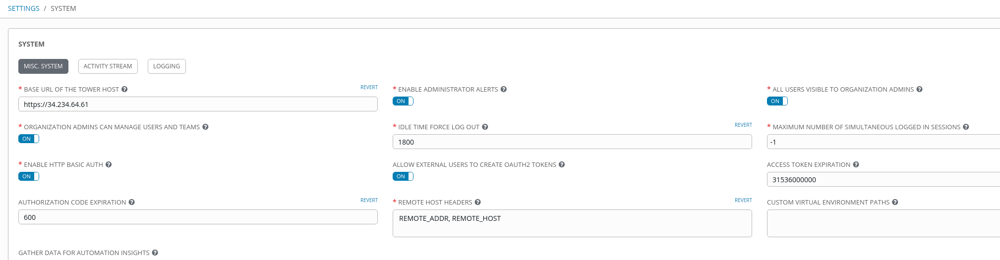 SETTINGS / SYSTEM
SYSTEM
MISC. SYSTEM ACTIVITY STREAM LOGGING
* BASE URL OF THE TOWER HOST REVERT * ENABLE ADMINISTRATOR ALERTS * ALL USERS VISIBLE TO ORGANIZATION ADMINS
https://34.234.64.61 ON ON
* ORGANIZATION ADMINS CAN MANAGE USERS AND TEAMS * IDLE TIME FORCE LOG OUT REVERT * MAXIMUM NUMBER OF SIMULTANEOUS LOGGED IN SESSIONS
ON 1800 -1
* ENABLE HTTP BASIC AUTH ALLOW EXTERNAL USERS TO CREATE OAUTH2 TOKENS ACCESS TOKEN EXPIRATION
ON ON 31536000000
AUTHORIZATION CODE EXPIRATION REVERT * REMOTE HOST HEADERS REVERT CUSTOM VIRTUAL ENVIRONMENT PATHS
600 REMOTE_ADDR, REMOTE_HOST
GATHER DATA FOR AUTOMATION INSIGHTS